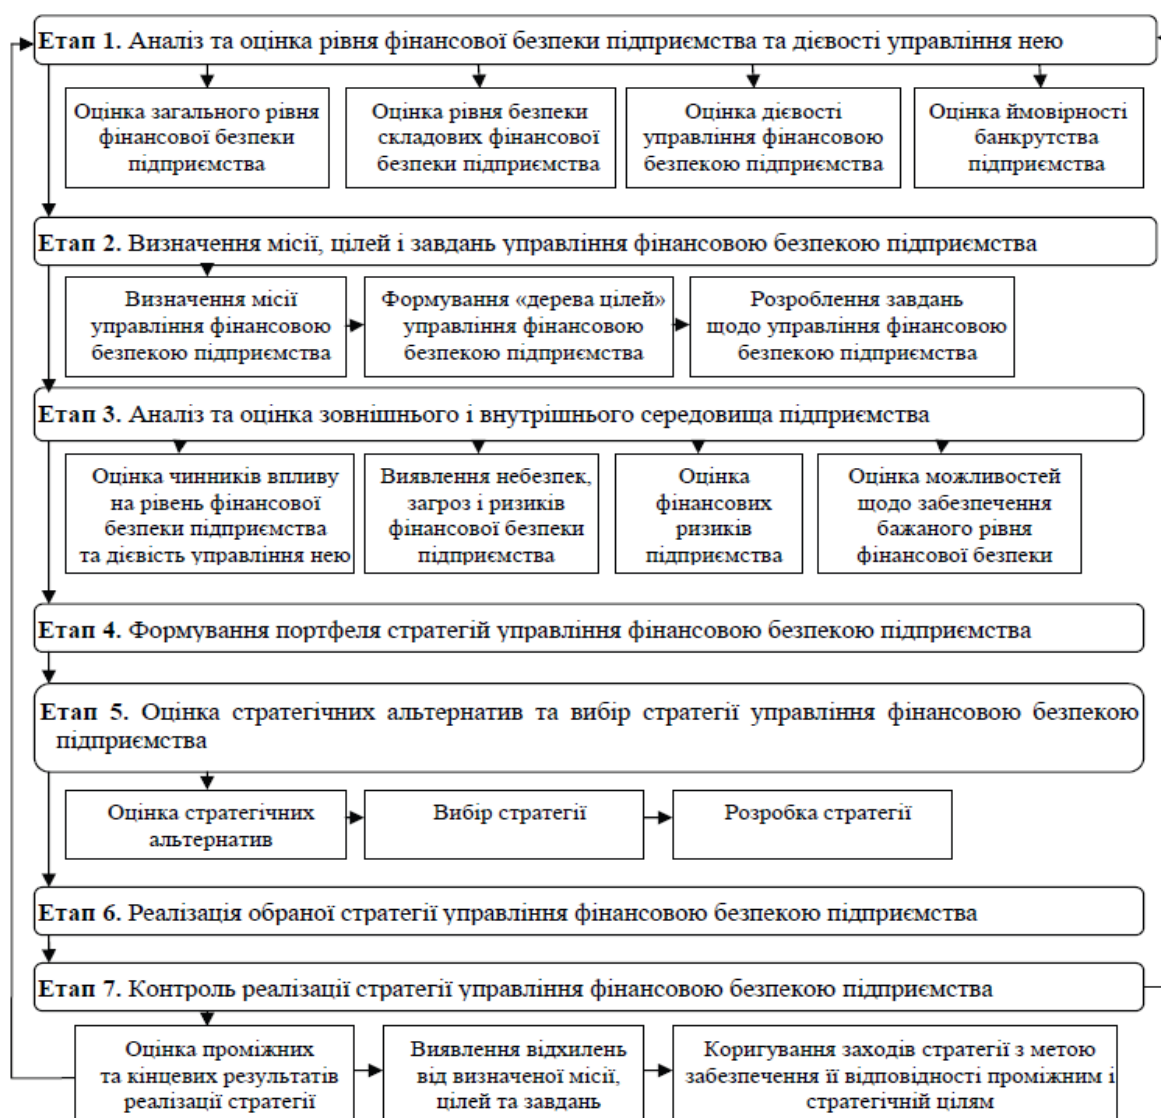 Етап 1. Аналіз та оцінка рівня фінансової безпеки підприємства та дієвості управління нею
Оцінка загального рівня
фінансової безпеки
підприємства
Оцінка рівня безпеки
складових фінансової
безпеки підприємства
Оцінка дієвості
управління фінансовою
безпекою підприємства
Оцінка ймовірності
банкрутства
підприємства
Етап 2. Визначення місії, цілей і завдань управління фінансовою безпекою підприємства
Визначення місії
управління фінансовою
безпекою підприємства
Формування «дерева цілей»
управління фінансовою
безпекою підприємства
Розроблення завдань
щодо управління фінансовою
безпекою підприємства
Етап 3. Аналіз та оцінка зовнішнього і внутрішнього середовища підприємства
Оцінка чинників впливу
на рівень фінансової
безпеки підприємства
та дієвість управління нею
Виявлення небезпек,
загроз і ризиків
фінансової безпеки
підприємства
Оцінка
фінансових
ризиків
підприємства
Оцінка можливостей
щодо забезпечення
бажаного рівня
фінансової безпеки
Етап 4. Формування портфеля стратегій управління фінансовою безпекою підприємства
Етап 5. Оцінка стратегічних альтернатив та вибір стратегії управління фінансовою безпекою
підприємства
Оцінка стратегічних
альтернатив
Вибір стратегії
Розробка стратегії
Етап 6. Реалізація обраної стратегії управління фінансовою безпекою підприємства
Етап 7. Контроль реалізації стратегії управління фінансовою безпекою підприємства
Оцінка проміжних
та кінцевих результатів
реалізації стратегії
Виявлення відхилень
від визначеної місії,
цілей та завдань
Коригування заходів стратегії з метою
забезпечення її відповідності проміжним і
стратегічній цілям